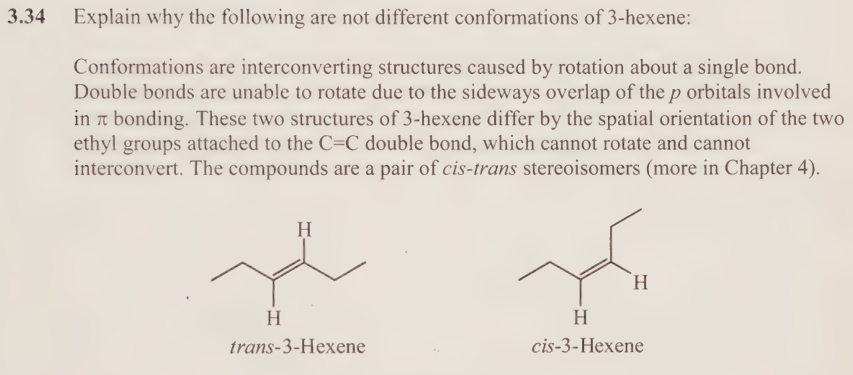 3.34 Explain why the following are not different conformations of 3-hexene:
Conformations are interconverting structures caused by rotation about a single bond.
Double bonds are unable to rotate due to the sideways overlap of the p orbitals involved
in π bonding. These two structures of 3-hexene differ by the spatial orientation of the two
ethyl groups attached to the C=C double bond, which cannot rotate and cannot
interconvert. The compounds are a pair of cis-trans stereoisomers (more in Chapter 4).
H
H
H
H
trans-3-Hexene
cis-3-Hexene